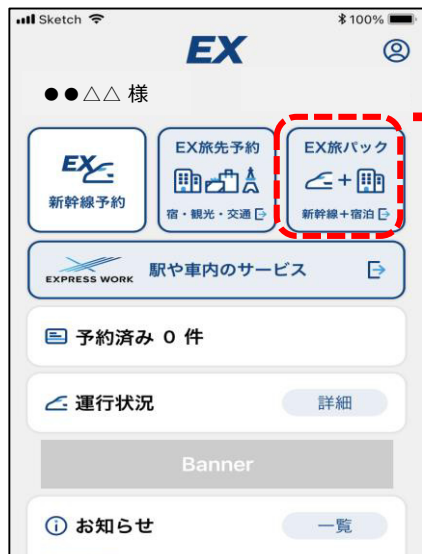 Sketch 100%
EX
●●△△ 様
EX
新幹線予約
EX旅先予約
宿・観光・交通
EX旅パック
+
新幹線+宿泊
EXPRESS WORK 駅や車内のサービス
予約済み 0 件
運行状況 詳細
Banner
お知らせ 一覧